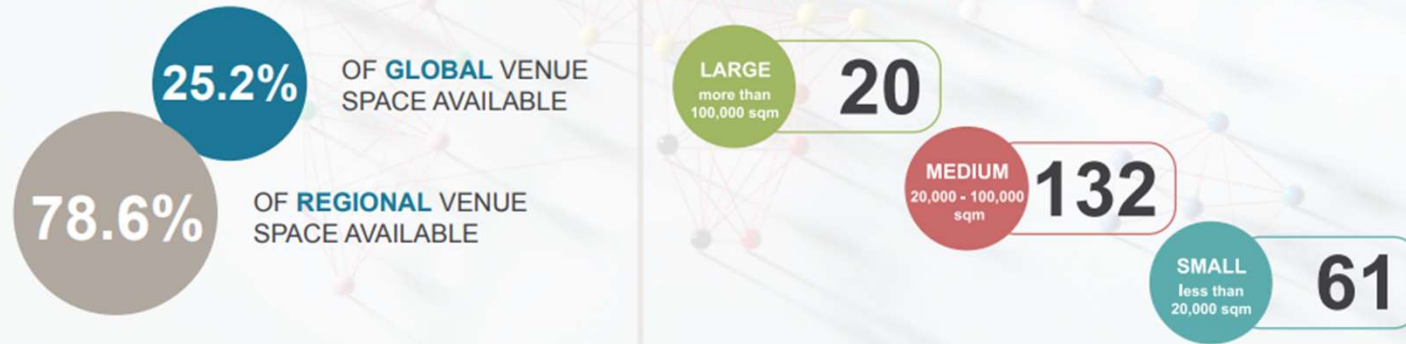 25.2%
OF GLOBAL VENUE
SPACE AVAILABLE
78.6%
OF REGIONAL VENUE
SPACE AVAILABLE
LARGE
more than
100,000 sqm
20
MEDIUM
20,000 - 100,000
sqm
132
SMALL
less than
20,000 sqm
61